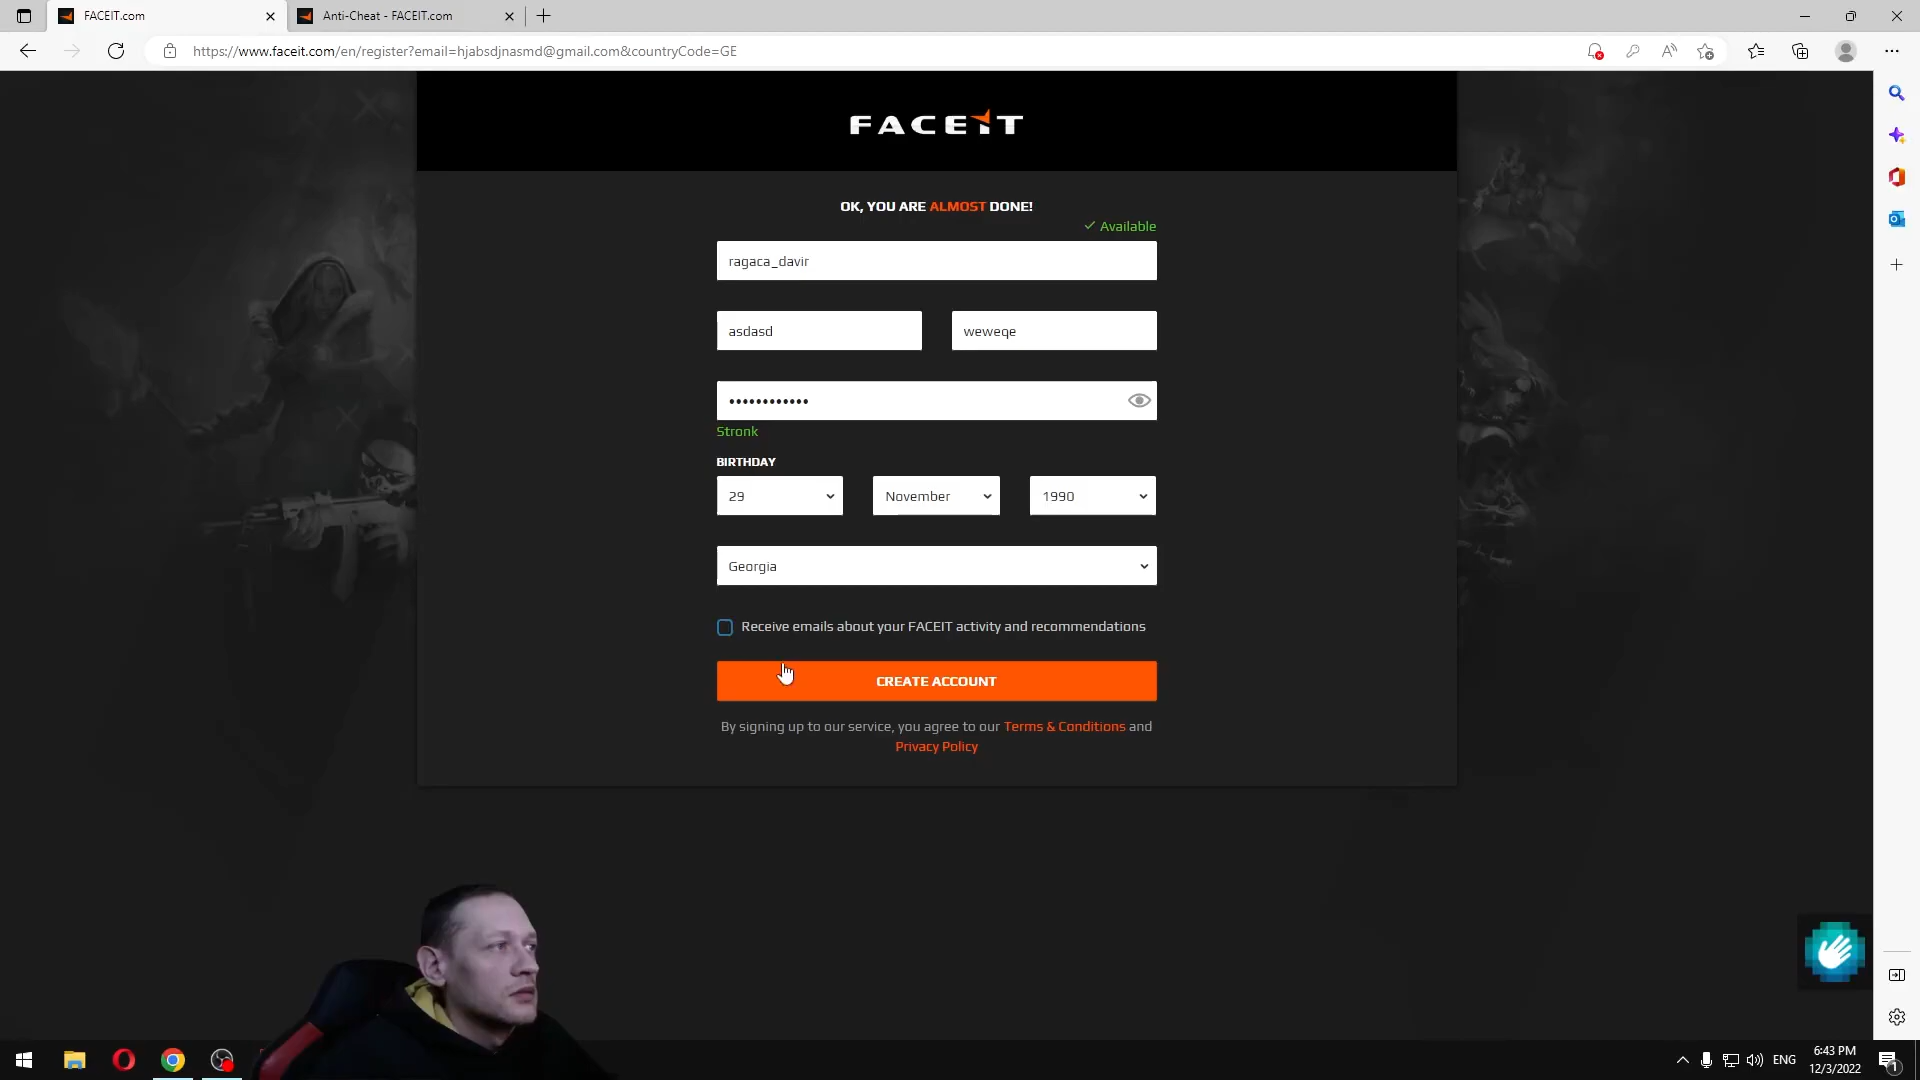 FACEIT.com
Anti-Cheat - FACEIT.com
https://www.faceit.com/en/register?email=hjabsdjnasmd@gmail.com&countryCode=GE
FACEIT
OK, YOU ARE ALMOST DONE!
Available
ragaca_davir
asdasd
weweqe
Stronk
BIRTHDAY
29
November
1990
Georgia
Receive emails about your FACEIT activity and recommendations
CREATE ACCOUNT
By signing up to our service, you agree to our Terms & Conditions and
Privacy Policy
ENG
6:43 PM
12/3/2022
1